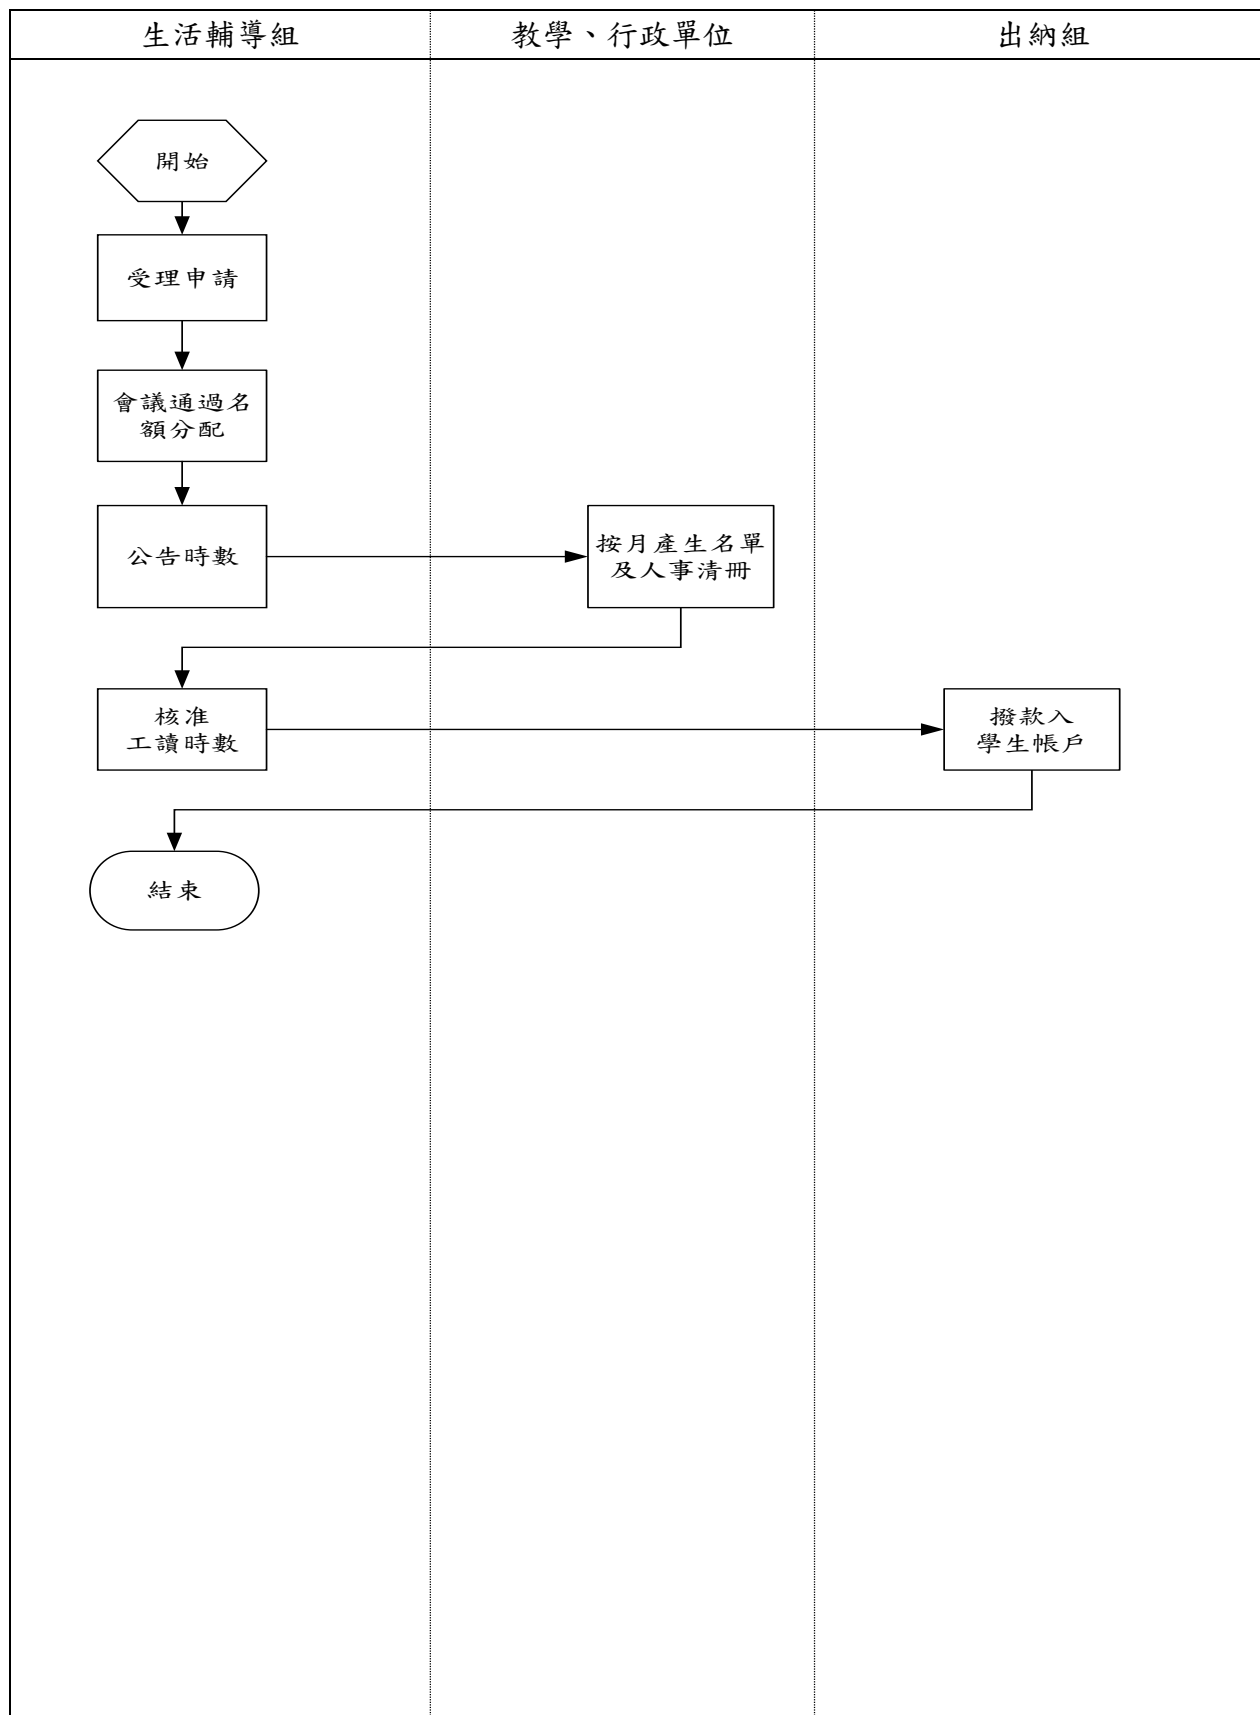 生活輔導組
教學、行政單位
出納組
開始
受理申請
會議通過名
額分配
公告時數
按月產生名單
及人事清冊
核准
工讀時數
撥款入
學生帳戶
結束